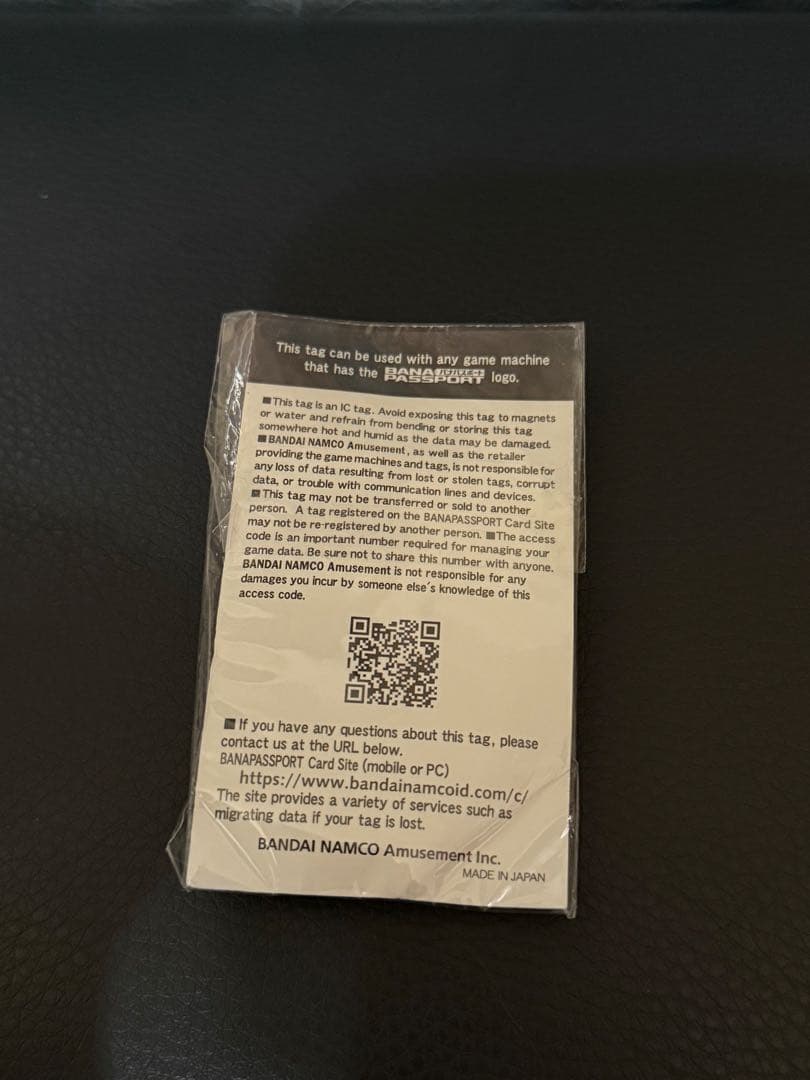 This tag can be used with any game machine
that has the BANA バナパスポート PASSPORT logo.
■This tag is an IC tag. Avoid exposing this tag to magnets
or water and refrain from bending or storing this tag
somewhere hot and humid as the data may be damaged.
■BANDAI NAMCO Amusement, as well as the retailer
providing the game machines and tags, is not responsible for
any loss of data resulting from lost or stolen tags, corrupt
data, or trouble with communication lines and devices.
■This tag may not be transferred or sold to another
person. A tag registered on the BANAPASSPORT Card Site
may not be re-registered by another person. ■The access
code is an important number required for managing your
game data. Be sure not to share this number with anyone.
BANDAI NAMCO Amusement is not responsible for any
damages you incur by someone else´s knowledge of this
access code.
■If you have any questions about this tag, please
contact us at the URL below.
BANAPASSPORT Card Site (mobile or PC)
https://www.bandainamcoid.com/c/
The site provides a variety of services such as
migrating data if your tag is lost.
BANDAI NAMCO Amusement Inc.
MADE IN JAPAN